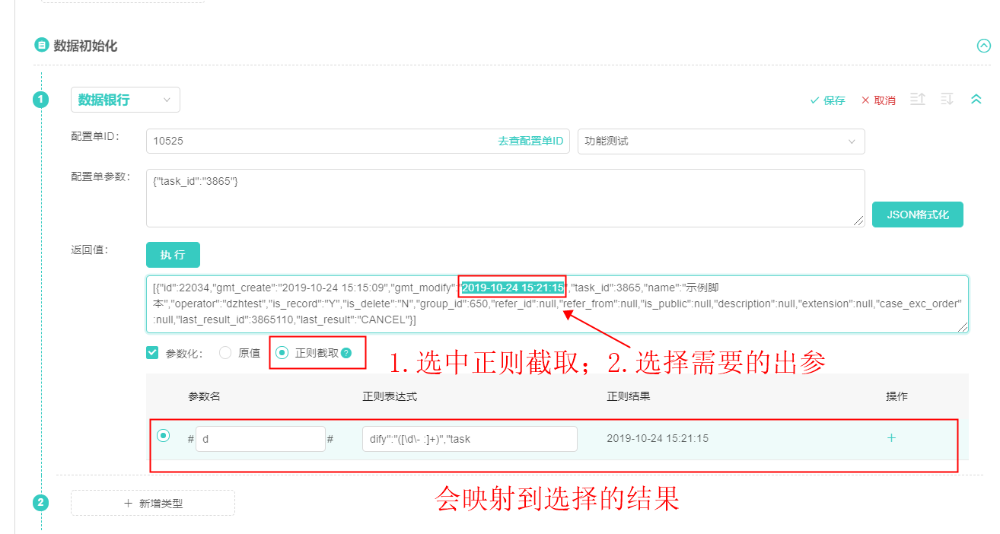 数据初始化
1
数据银行
保存
取消
配置单ID:
10525
去查配置单ID
功能测试
配置单参数:
{"task_id":"3865"}
JSON格式化
返回值:
执 行
[{"id":22034,"gmt_create":"2019-10-24 15:15:09","gmt_modify":"2019-10-24 15:21:15","task_id":3865,"name":"示例脚
本","operator":"dzhtest","is_record":"Y","is_delete":"N","group_id":650,"refer_id":null,"refer_from":null,"is_public":null,"description":null,"extension":null,"case_exc_order"
:null,"last_result_id":3865110,"last_result":"CANCEL"}]
参数化:
原值
正则截取
?
1.选中正则截取；2.选择需要的出参
参数名
正则表达式
正则结果
操作
# d #
dify":"([\d\- :]+)","task
2019-10-24 15:21:15
+
会映射到选择的结果
2
+ 新增类型